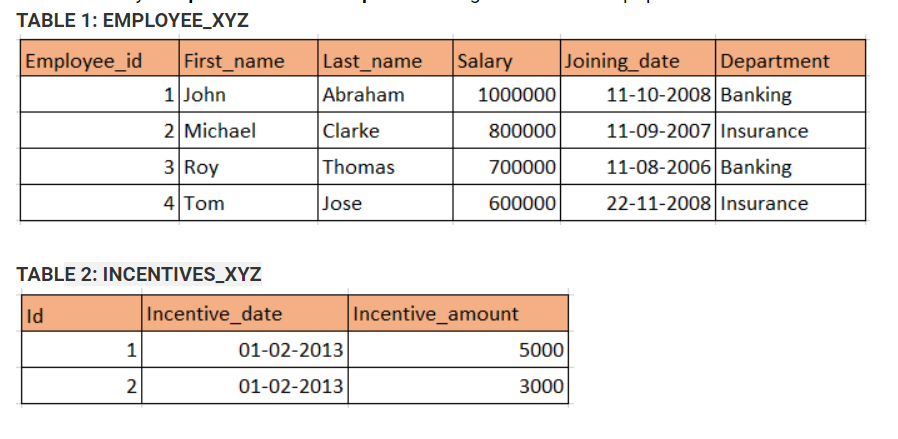 TABLE 1: EMPLOYEE_XYZ
Employee_id First_name Last_name Salary Joining_date Department
1 John Abraham 1000000 11-10-2008 Banking
2 Michael Clarke 800000 11-09-2007 Insurance
3 Roy Thomas 700000 11-08-2006 Banking
4 Tom Jose 600000 22-11-2008 Insurance
TABLE 2: INCENTIVES_XYZ
Id Incentive_date Incentive_amount
1 01-02-2013 5000
2 01-02-2013 3000